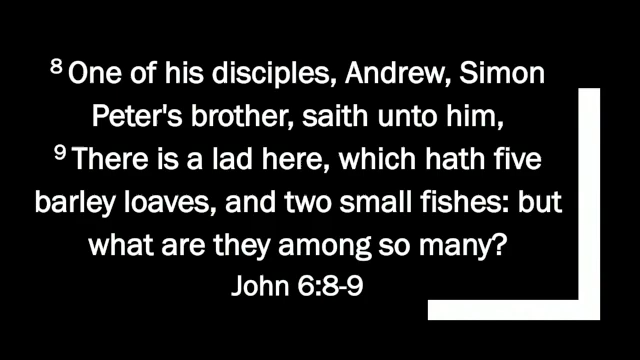 ⁸ One of his disciples, Andrew, Simon
Peter's brother, saith unto him,
⁹ There is a lad here, which hath five
barley loaves, and two small fishes: but
what are they among so many?
John 6:8-9